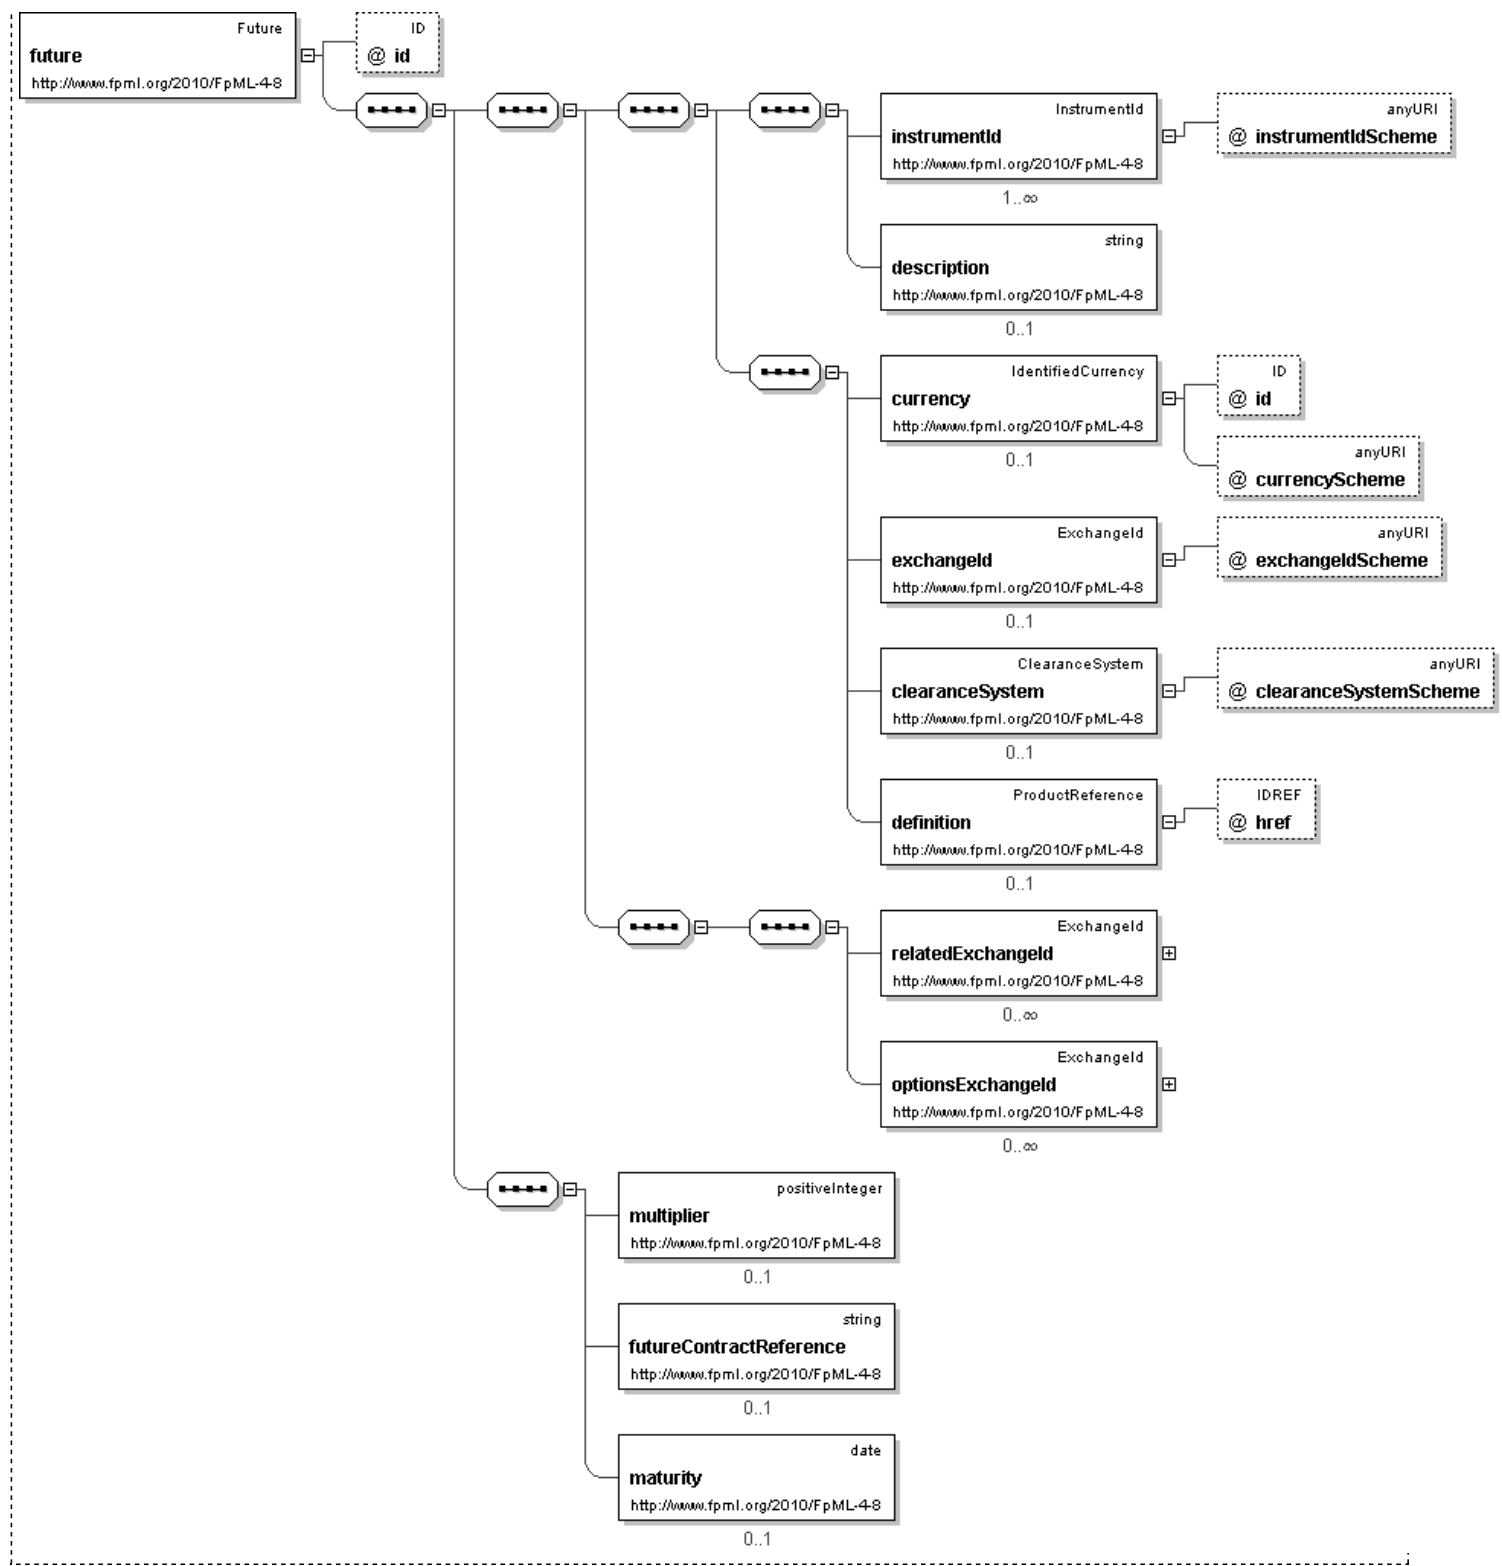 Future
future
http://www.fpml.org/2010/FpML-4-8
ID
@ id
InstrumentId
instrumentId
http://www.fpml.org/2010/FpML-4-8
1..∞
anyURI
@ instrumentIdScheme
string
description
http://www.fpml.org/2010/FpML-4-8
0..1
IdentifiedCurrency
currency
http://www.fpml.org/2010/FpML-4-8
0..1
ID
@ id
anyURI
@ currencyScheme
ExchangeId
exchangeId
http://www.fpml.org/2010/FpML-4-8
0..1
anyURI
@ exchangeIdScheme
ClearanceSystem
clearanceSystem
http://www.fpml.org/2010/FpML-4-8
0..1
anyURI
@ clearanceSystemScheme
ProductReference
definition
http://www.fpml.org/2010/FpML-4-8
0..1
IDREF
@ href
ExchangeId
relatedExchangeId
http://www.fpml.org/2010/FpML-4-8
0..∞
ExchangeId
optionsExchangeId
http://www.fpml.org/2010/FpML-4-8
0..∞
positiveInteger
multiplier
http://www.fpml.org/2010/FpML-4-8
0..1
string
futureContractReference
http://www.fpml.org/2010/FpML-4-8
0..1
date
maturity
http://www.fpml.org/2010/FpML-4-8
0..1